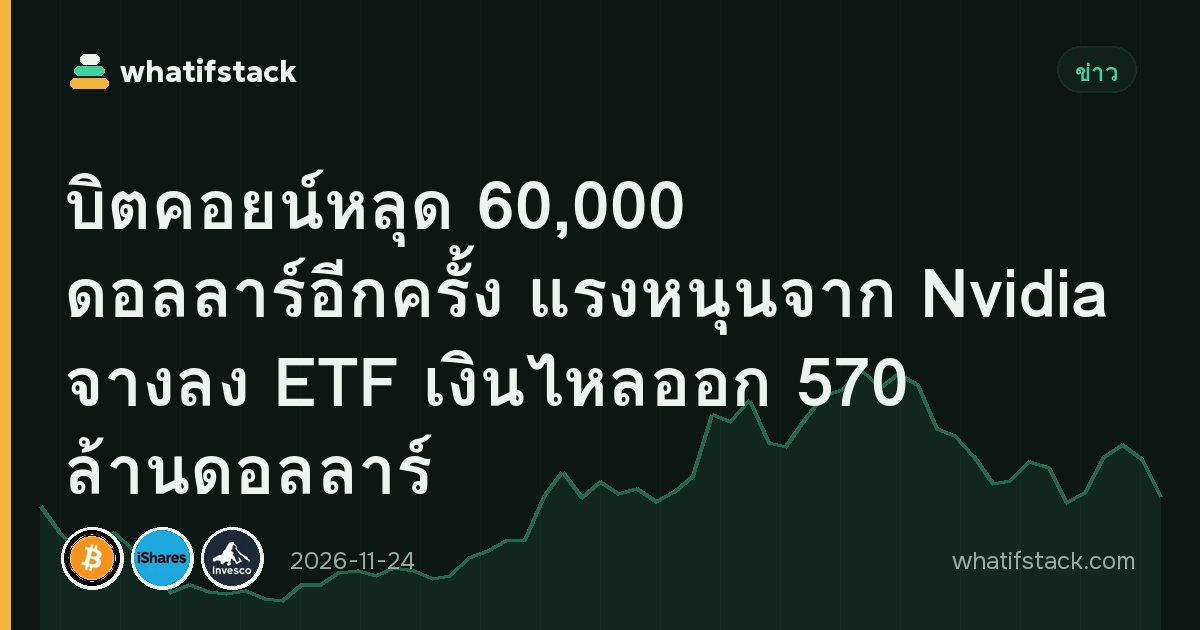 whatifstack
ข่าว
บิตคอยน์หลุด 60,000
ดอลลาร์อีกครั้ง แรงหนุนจาก Nvidia
จางลง ETF เงินไหลออก 570
ล้านดอลลาร์
iShares
Invesco
2026-11-24
whatifstack.com